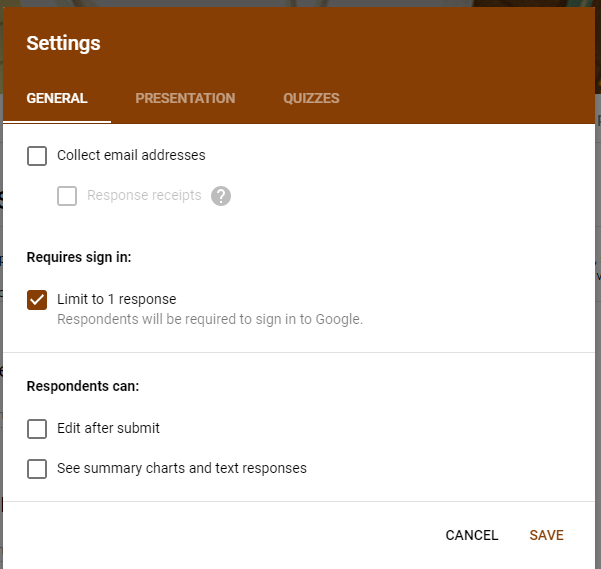 Settings
GENERAL PRESENTATION QUIZZES
Collect email addresses
Response receipts ?
Requires sign in:
Limit to 1 response
Respondents will be required to sign in to Google.
Respondents can:
Edit after submit
See summary charts and text responses
CANCEL SAVE